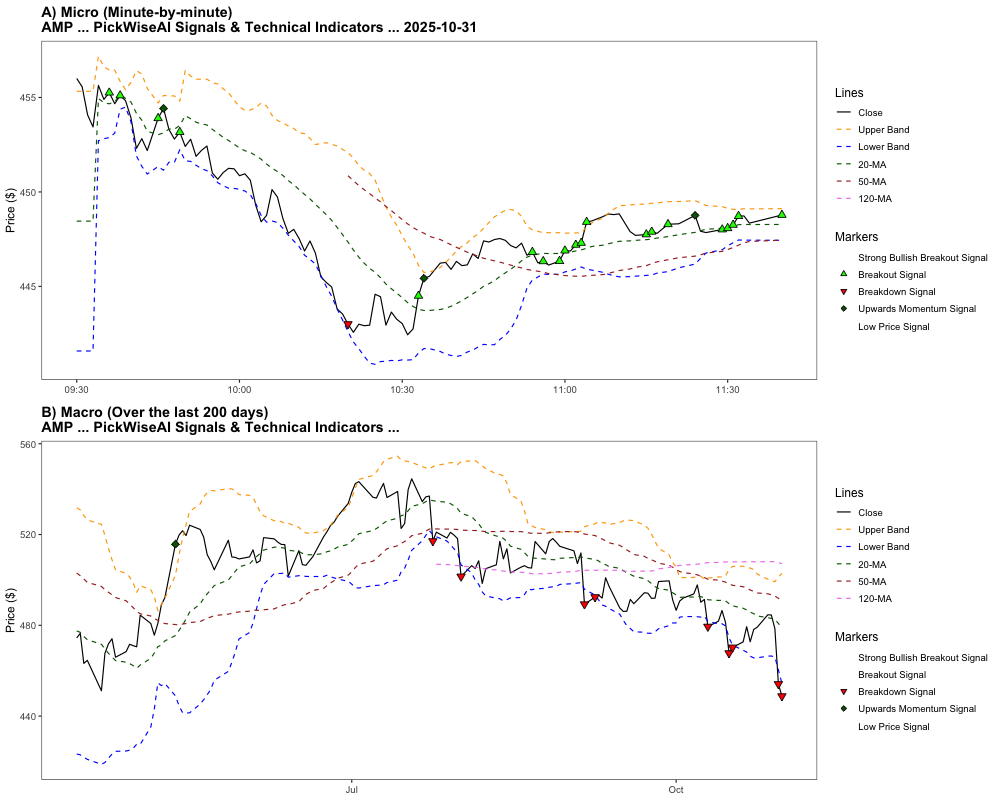 A) Micro (Minute-by-minute)
AMP ... PickWiseAI Signals & Technical Indicators ... 2025-10-31
Price ($)
455
450
445
09:30
10:00
10:30
11:00
11:30
Lines
Close
Upper Band
Lower Band
20-MA
50-MA
120-MA
Markers
Strong Bullish Breakout Signal
Breakout Signal
Breakdown Signal
Upwards Momentum Signal
Low Price Signal
B) Macro (Over the last 200 days)
AMP ... PickWiseAI Signals & Technical Indicators ...
Price ($)
560
520
480
440
Jul
Oct
Lines
Close
Upper Band
Lower Band
20-MA
50-MA
120-MA
Markers
Strong Bullish Breakout Signal
Breakout Signal
Breakdown Signal
Upwards Momentum Signal
Low Price Signal